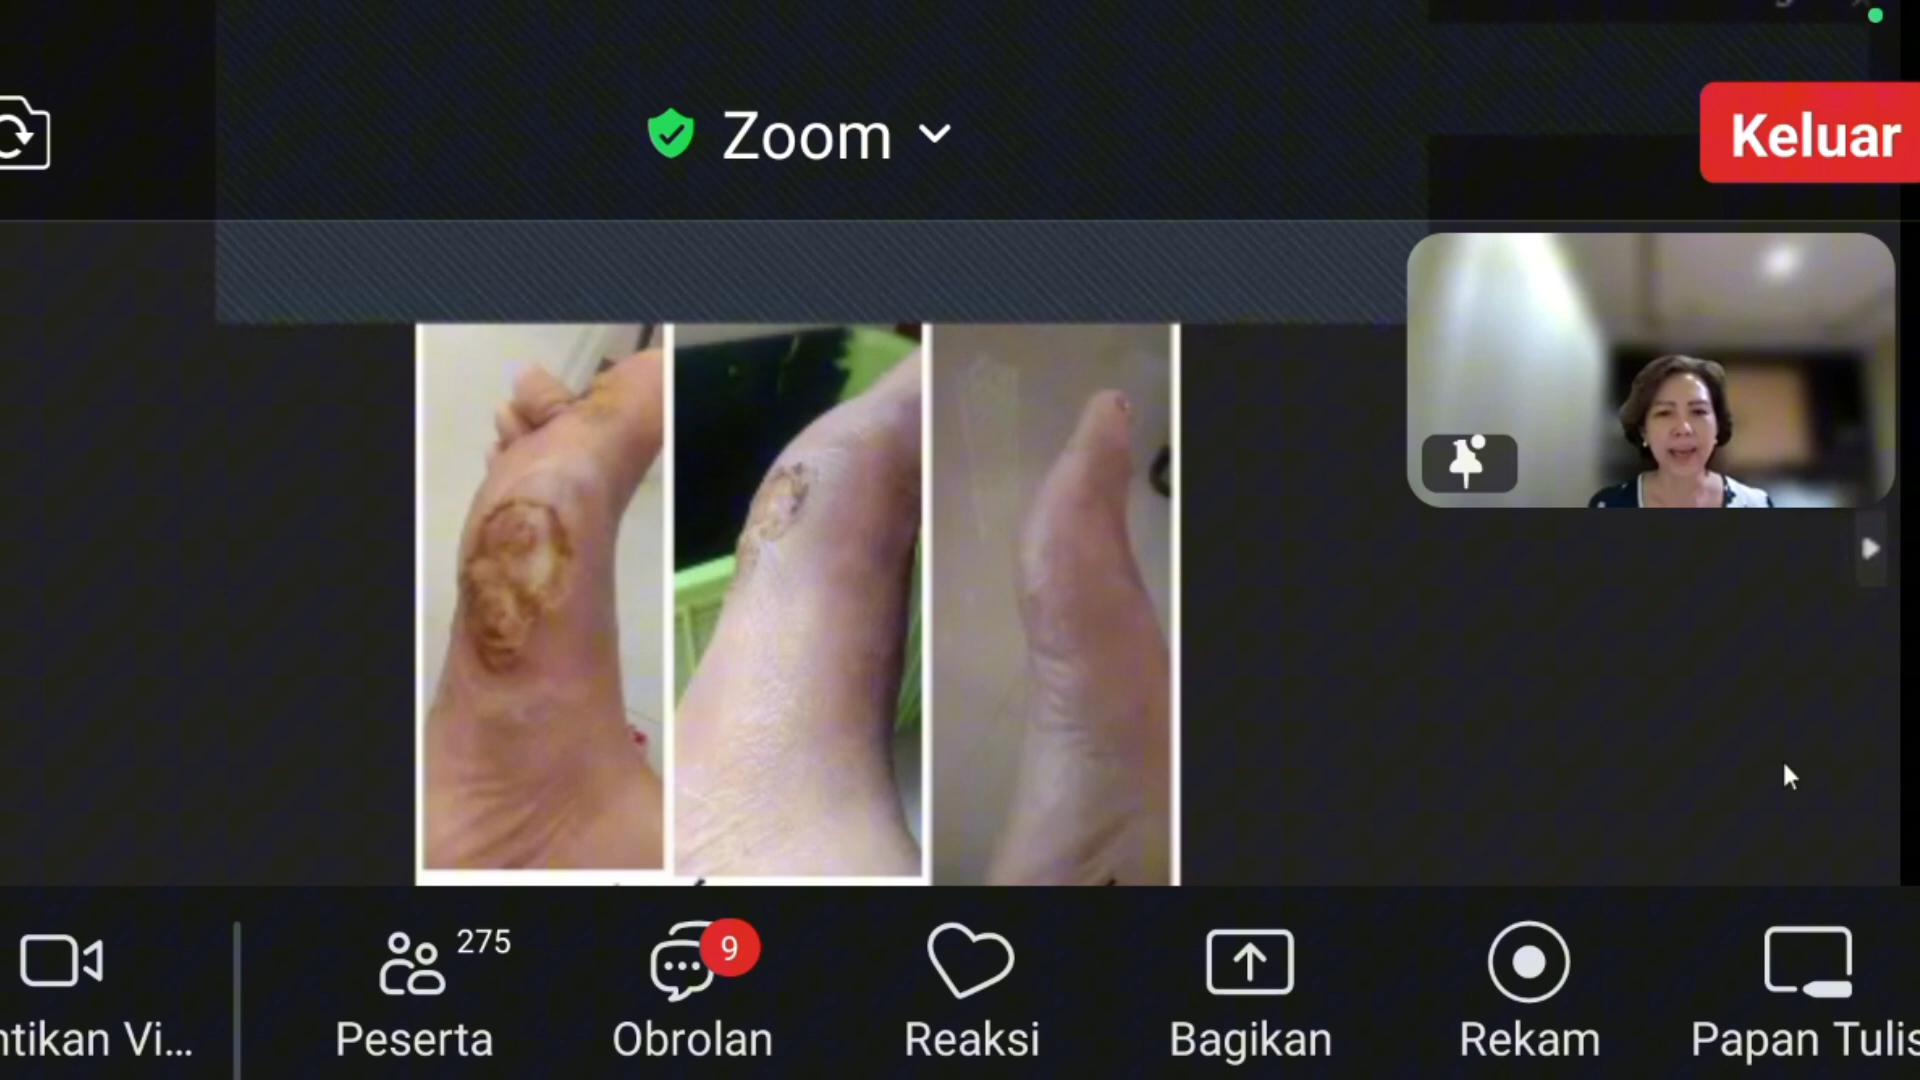 Zoom
Keluar
275
9
ntikan Vi...
Peserta
Obrolan
Reaksi
Bagikan
Rekam
Papan Tulis